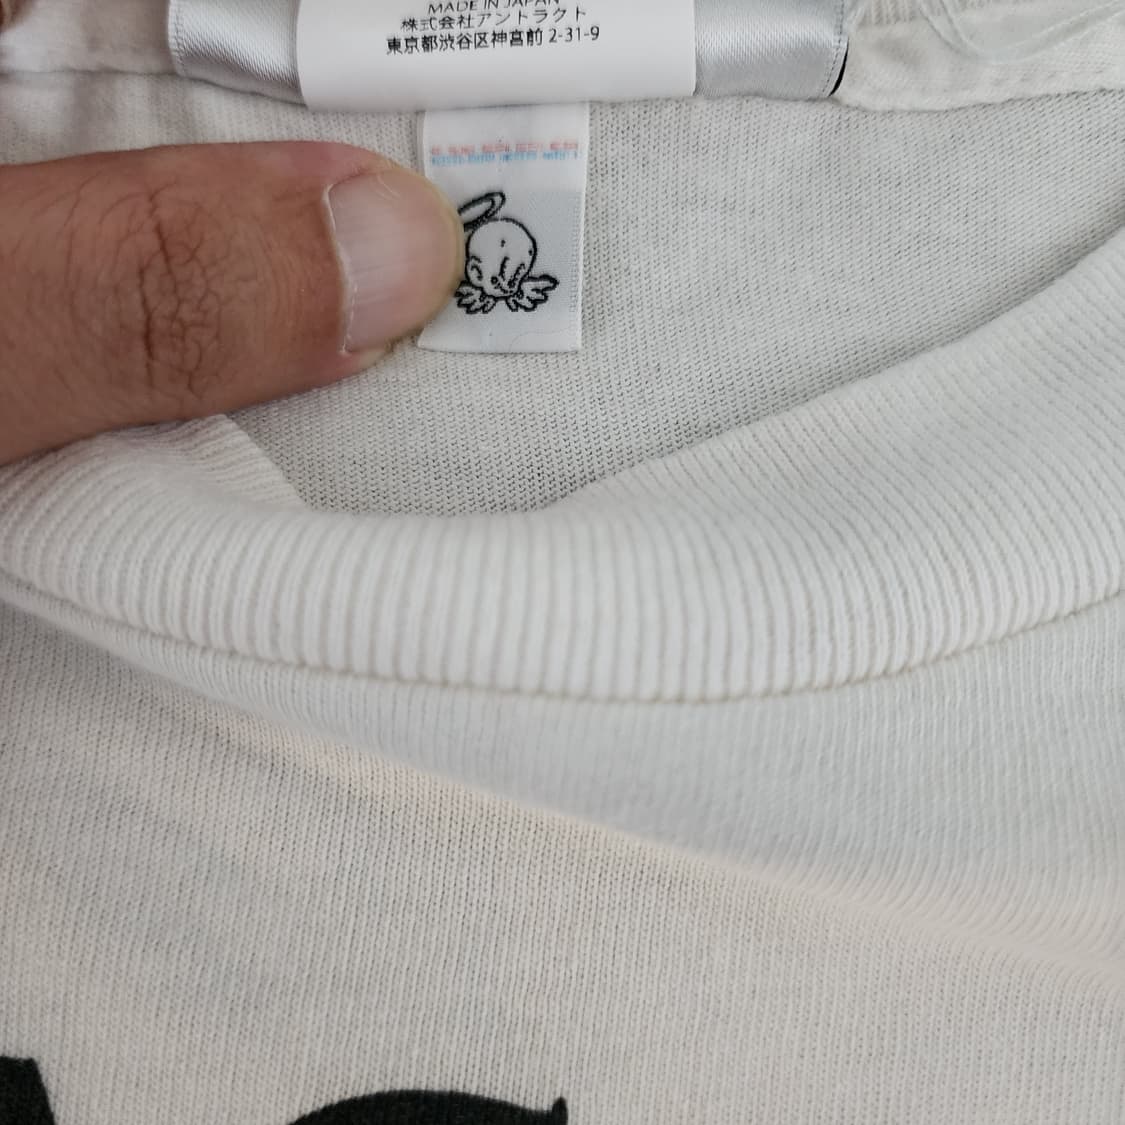 MADE IN JAPAN
株式会社アントラクト
東京都渋谷区神宮前 2-31-9